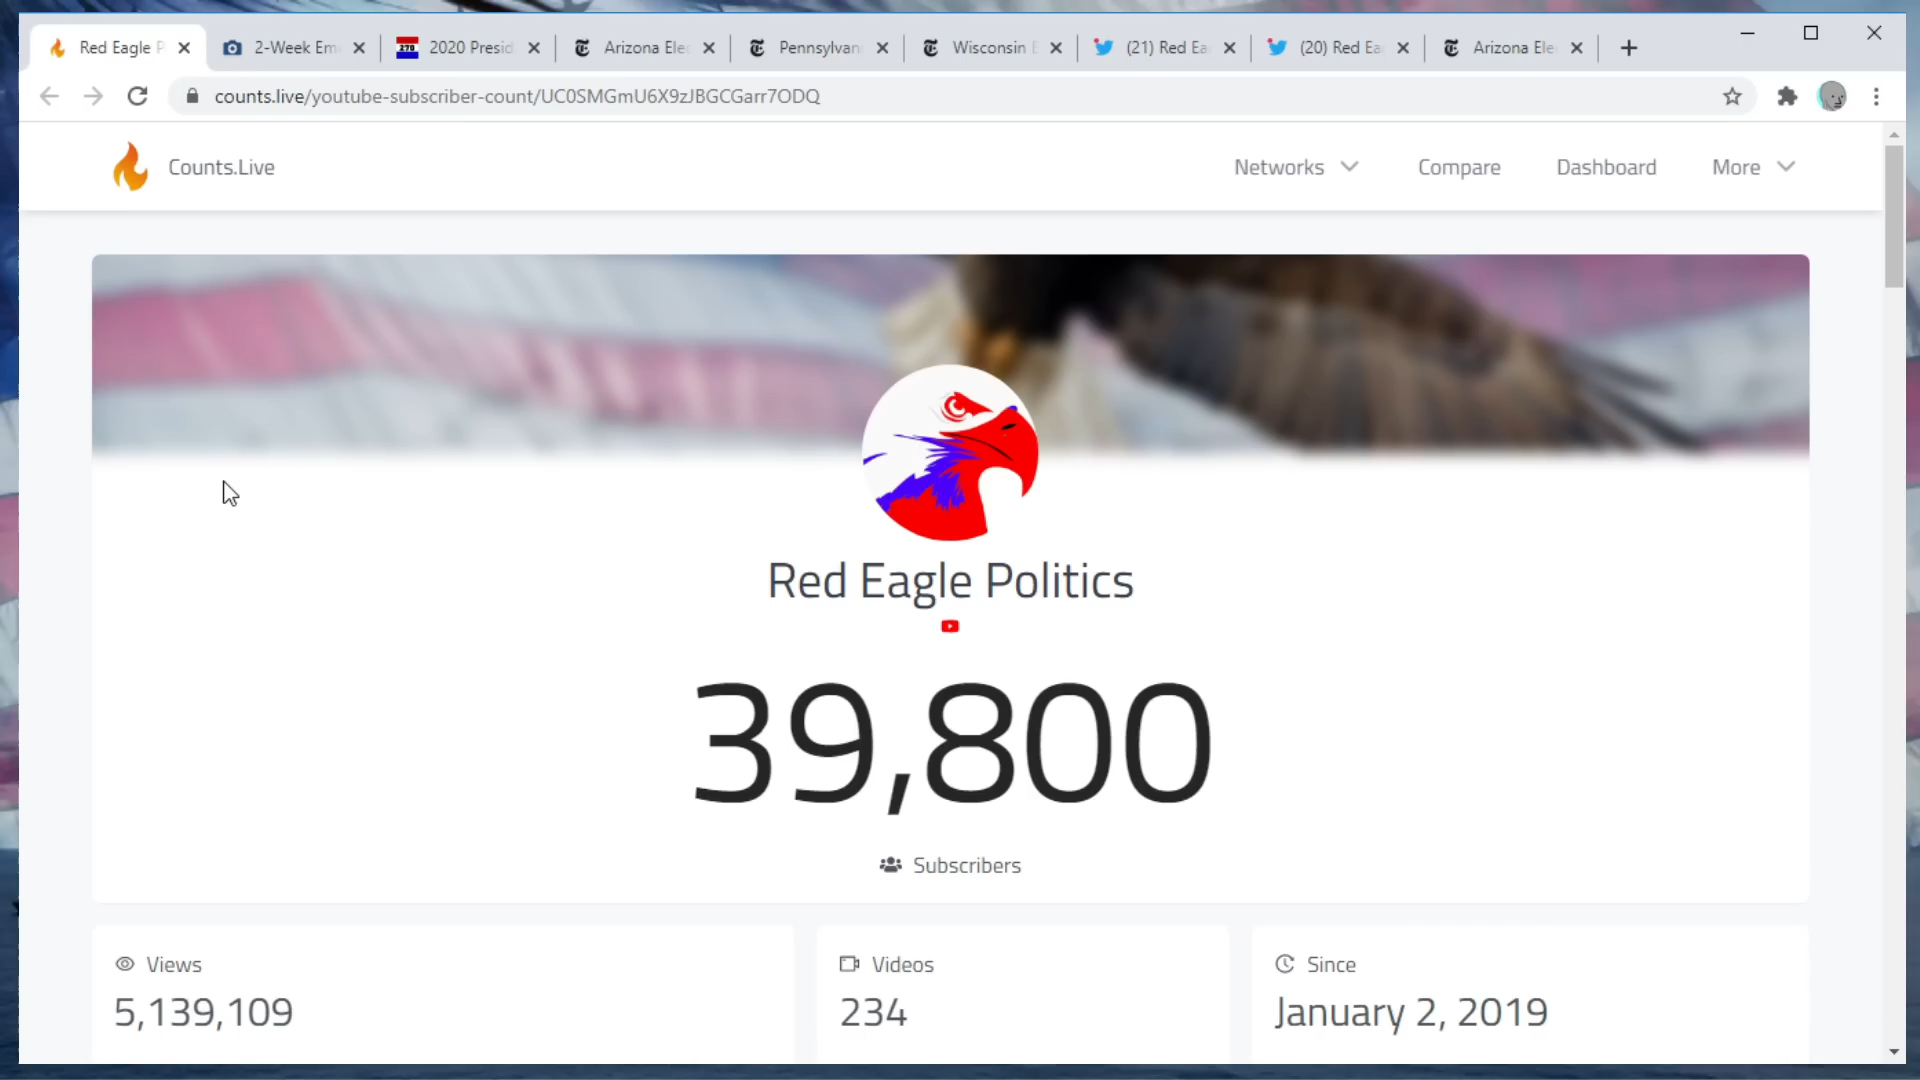 Red Eagle P
2-Week Em
270
2020 Presid
Arizona Ele
Pennsylvan
Wisconsin E
(21) Red Ea
(20) Red Ea
Arizona Ele
counts.live/youtube-subscriber-count/UC0SMGmU6X9zJBGCGarr7ODQ
Counts.Live
Networks
Compare
Dashboard
More
Red Eagle Politics
39,800
Subscribers
Views
5,139,109
Videos
234
Since
January 2, 2019